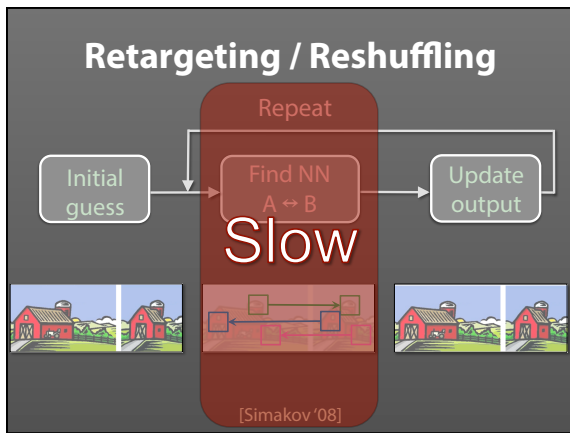 Retargeting / Reshuffling
Repeat
Initial
guess
Find NN
A ↔ B
Update
output
Slow
[Simakov '08]